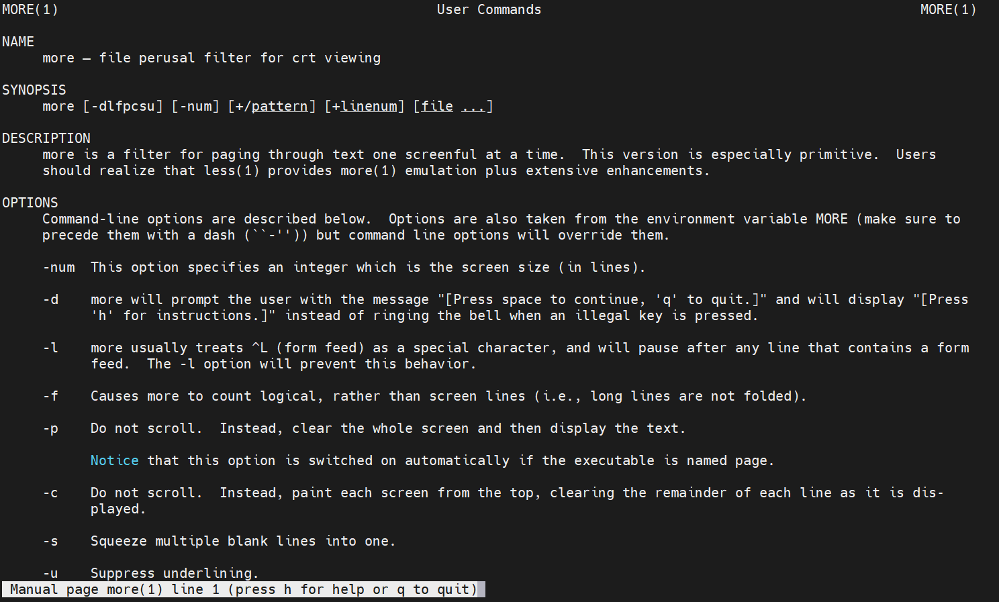 MORE(1) User Commands MORE(1)
NAME
more — file perusal filter for crt viewing
SYNOPSIS
more [-dlfpcsu] [-num] [+/pattern] [+linenum] [file ...]
DESCRIPTION
more is a filter for paging through text one screenful at a time.  This version is especially primitive.  Users
should realize that less(1) provides more(1) emulation plus extensive enhancements.
OPTIONS
Command-line options are described below.  Options are also taken from the environment variable MORE (make sure to
precede them with a dash (``-'')) but command line options will override them.
-num  This option specifies an integer which is the screen size (in lines).
-d    more will prompt the user with the message "[Press space to continue, 'q' to quit.]" and will display "[Press
'h' for instructions.]" instead of ringing the bell when an illegal key is pressed.
-l    more usually treats ^L (form feed) as a special character, and will pause after any line that contains a form
feed.  The -l option will prevent this behavior.
-f    Causes more to count logical, rather than screen lines (i.e., long lines are not folded).
-p    Do not scroll.  Instead, clear the whole screen and then display the text.
Notice that this option is switched on automatically if the executable is named page.
-c    Do not scroll.  Instead, paint each screen from the top, clearing the remainder of each line as it is dis-
played.
-s    Squeeze multiple blank lines into one.
-u    Suppress underlining.
Manual page more(1) line 1 (press h for help or q to quit)